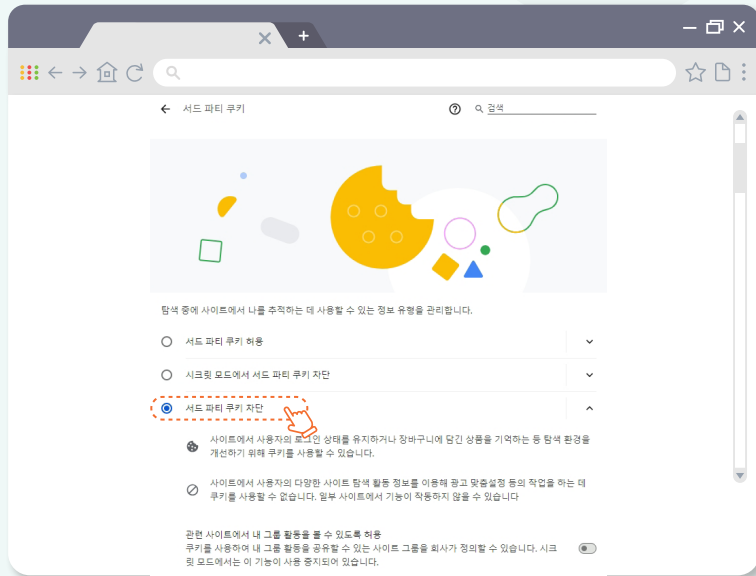 서드 파티 쿠키
검색
탐색 중에 사이트에서 나를 추적하는 데 사용할 수 있는 정보 유형을 관리합니다.
서드 파티 쿠키 허용
시크릿 모드에서 서드 파티 쿠키 차단
서드 파티 쿠키 차단
사이트에서 사용자의 로그인 상태를 유지하거나 장바구니에 담긴 상품을 기억하는 등 탐색 환경을
개선하기 위해 쿠키를 사용할 수 있습니다.
사이트에서 사용자의 다양한 사이트 탐색 활동 정보를 이용해 광고 맞춤설정 등의 작업을 하는 데
쿠키를 사용할 수 없습니다. 일부 사이트에서 기능이 작동하지 않을 수 있습니다
관련 사이트에서 내 그룹 활동을 볼 수 있도록 허용
쿠키를 사용하여 내 그룹 활동을 공유할 수 있는 사이트 그룹을 회사가 정의할 수 있습니다. 시크
릿 모드에서는 이 기능이 사용 중지되어 있습니다.